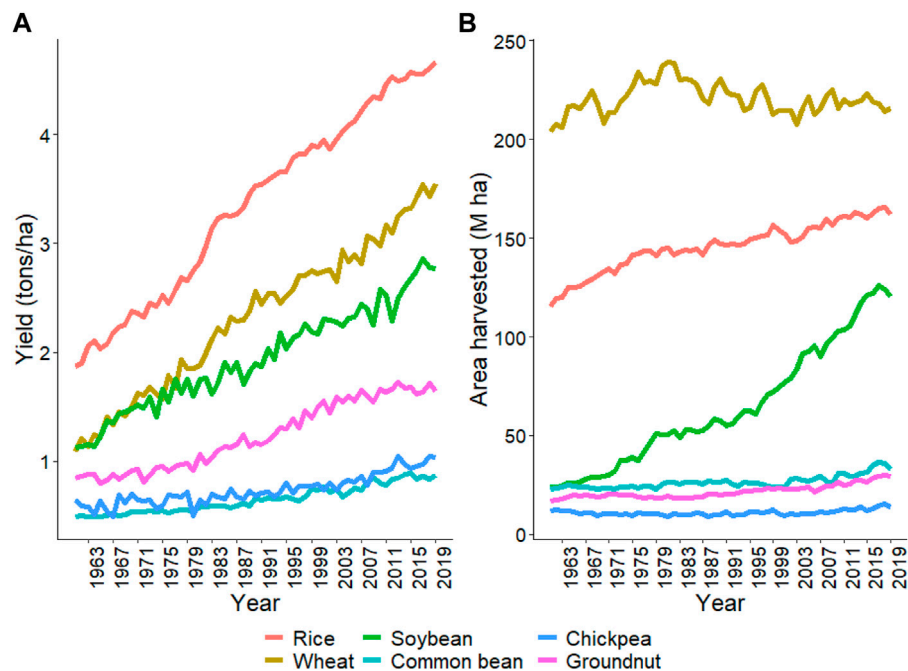 A
B
Yield (tons/ha)
4
3
2
1
1963 1967 1971 1975 1979 1983 1987 1991 1995 1999 2003 2007 2011 2015 2019
Year
Area harvested (M ha)
250
200
150
100
50
0
1963 1967 1971 1975 1979 1983 1987 1991 1995 1999 2003 2007 2011 2015 2019
Year
Rice Soybean Chickpea
Wheat Common bean Groundnut